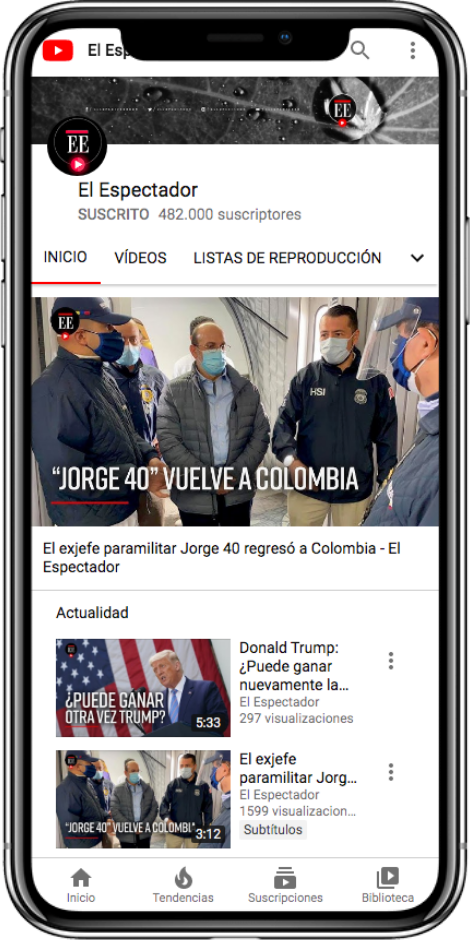 El Esp
EE
EE
El Espectador
SUSCRITO 482.000 suscriptores
INICIO VÍDEOS LISTAS DE REPRODUCCIÓN
EE
HSI
“JORGE 40” VUELVE A COLOMBIA
El exjefe paramilitar Jorge 40 regresó a Colombia - El
Espectador
Actualidad
¿PUEDE GANAR
OTRA VEZ TRUMP?
5:33
Donald Trump:
¿Puede ganar
nuevamente la...
El Espectador
297 visualizaciones
“JORGE 40” VUELVE A COLOMBI
3:12
El exjefe
paramilitar Jorg...
El Espectador
1599 visualizacion...
Subtítulos
Inicio Tendencias Suscripciones Biblioteca